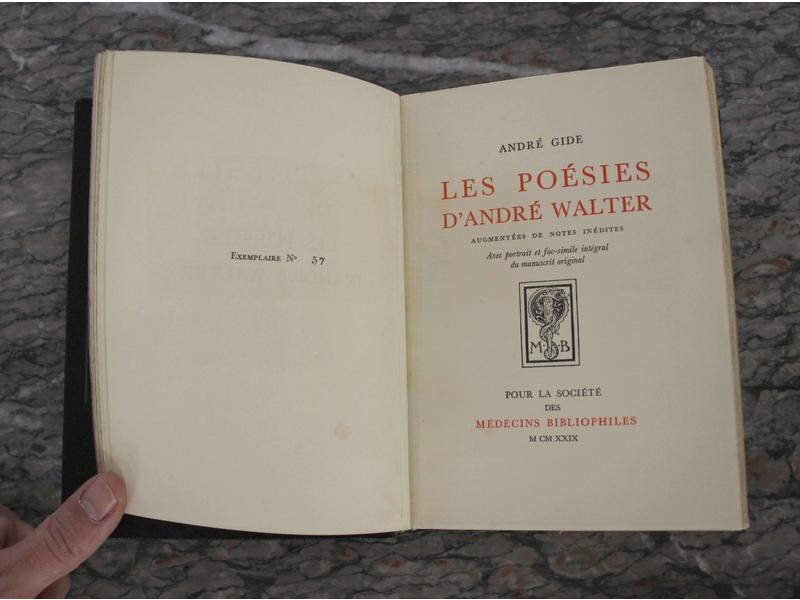 EXEMPLAIRE Nº 57
ANDRÉ GIDE
LES POÉSIES
D'ANDRÉ WALTER
AUGMENTÉES DE NOTES INÉDITES
Avec portrait et fac-simile intégral
du manuscrit original
M B
POUR LA SOCIÉTÉ
DES
MÉDECINS BIBLIOPHILES
M CM XXIX